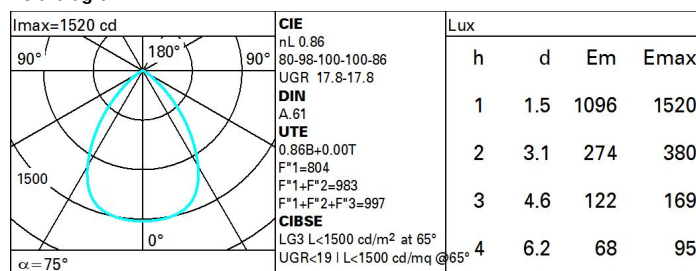 Imax=1520 cd
90° 180° 90°
1500
0°
α=75°
CIE
nL 0.86
80-98-100-100-86
UGR 17.8-17.8
DIN
A.61
UTE
0.86B+0.00T
F"1=804
F"1+F"2=983
F"1+F"2+F"3=997
CIBSE
LG3 L<1500 cd/m² at 65°
UGR<19 | L<1500 cd/mq @65°
Lux
h d Em Emax
1 1.5 1096 1520
2 3.1 274 380
3 4.6 122 169
4 6.2 68 95